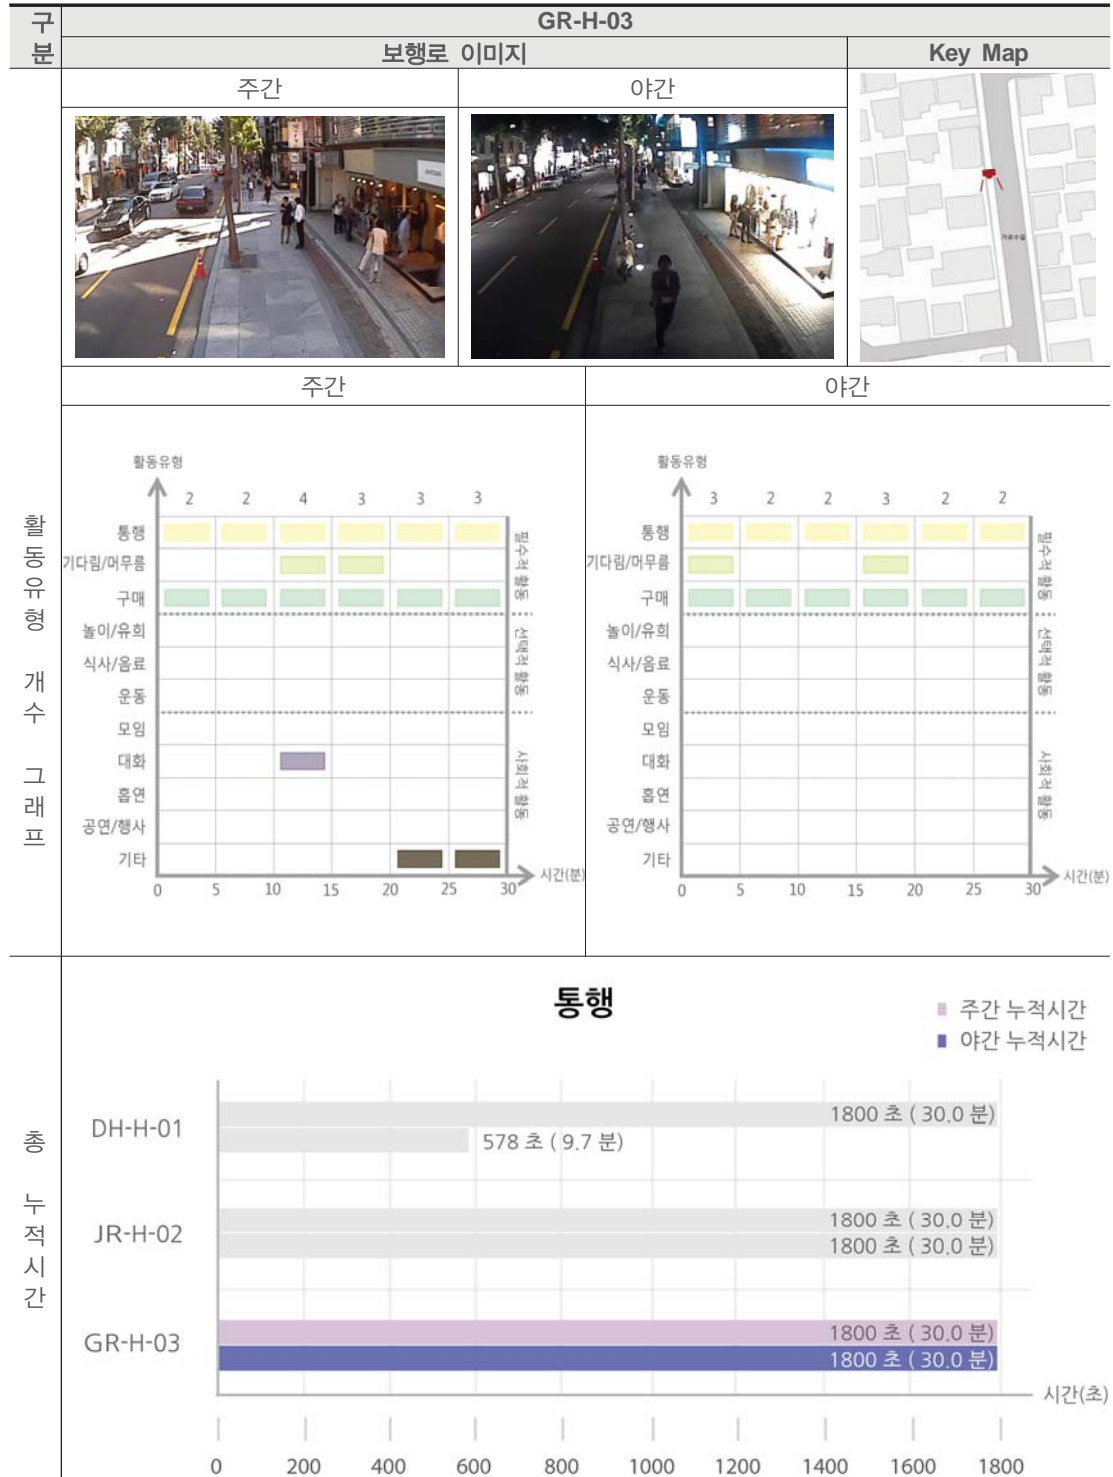 구분
GR-H-03
보행로 이미지
Key Map
주간
야간
가로수길
주간
야간
활동유형 개수 그래프
활동유형
2 2 4 3 3 3
통행
기다림/머무름
구매
놀이/유희
식사/음료
운동
모임
대화
흡연
공연/행사
기타
필수적 활동
선택적 활동
사회적 활동
0 5 10 15 20 25 30
시간(분)
활동유형
3 2 2 3 2 2
통행
기다림/머무름
구매
놀이/유희
식사/음료
운동
모임
대화
흡연
공연/행사
기타
필수적 활동
선택적 활동
사회적 활동
0 5 10 15 20 25 30
시간(분)
총 누적시간
통행
주간 누적시간
야간 누적시간
DH-H-01
1800 초 ( 30.0 분)
578 초 ( 9.7 분)
JR-H-02
1800 초 ( 30.0 분)
1800 초 ( 30.0 분)
GR-H-03
1800 초 ( 30.0 분)
1800 초 ( 30.0 분)
시간(초)
0 200 400 600 800 1000 1200 1400 1600 1800